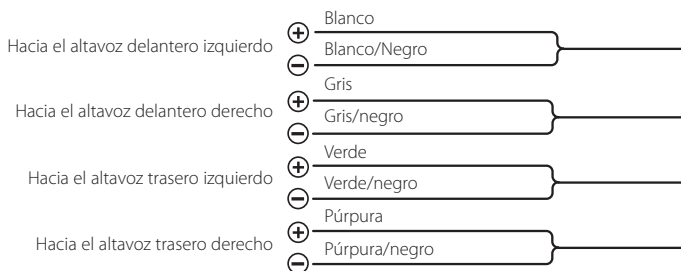 Blanco
Hacia el altavoz delantero izquierdo
Blanco/Negro
Gris
Hacia el altavoz delantero derecho
Gris/negro
Verde
Hacia el altavoz trasero izquierdo
Verde/negro
Púrpura
Hacia el altavoz trasero derecho
Púrpura/negro